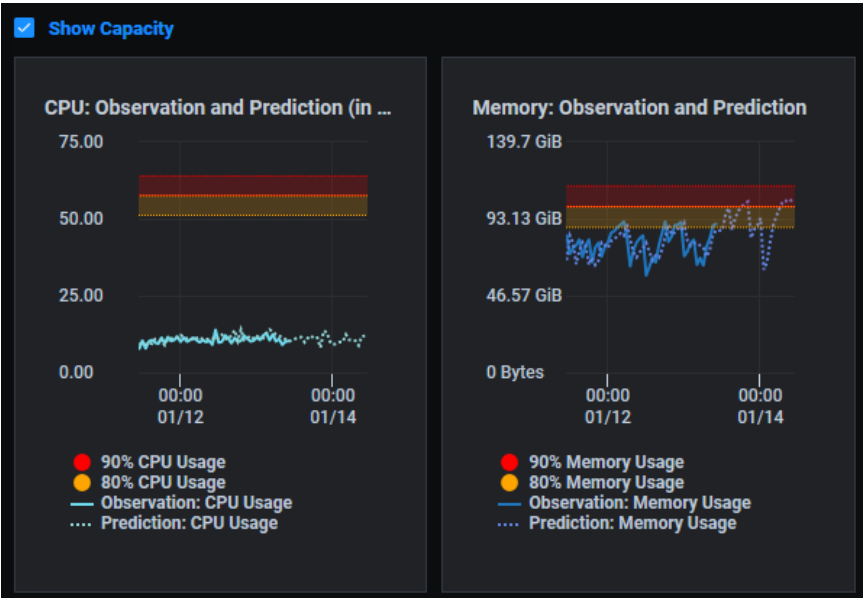 Show Capacity
CPU: Observation and Prediction (in ...
75.00
50.00
25.00
0.00
00:00
01/12
00:00
01/14
90% CPU Usage
80% CPU Usage
Observation: CPU Usage
Prediction: CPU Usage
Memory: Observation and Prediction
139.7 GiB
93.13 GiB
46.57 GiB
0 Bytes
00:00
01/12
00:00
01/14
90% Memory Usage
80% Memory Usage
Observation: Memory Usage
Prediction: Memory Usage